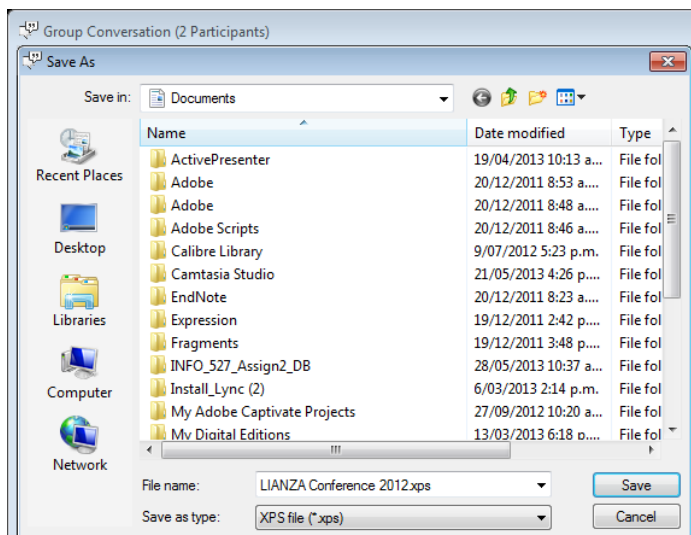 Group Conversation (2 Participants)
Save As
Save in: Documents
Name Date modified Type
Recent Places
Desktop
Libraries
Computer
Network
ActivePresenter 19/04/2013 10:13 a... File fol
Adobe 20/12/2011 8:53 a.... File fol
Adobe 20/12/2011 8:48 a.... File fol
Adobe Scripts 20/12/2011 8:46 a.... File fol
Calibre Library 9/07/2012 5:23 p.m. File fol
Camtasia Studio 21/05/2013 4:26 p.... File fol
EndNote 20/12/2011 8:23 a.... File fol
Expression 19/12/2011 2:42 p.... File fol
Fragments 19/12/2011 3:48 p.... File fol
INFO_527_Assign2_DB 28/05/2013 10:37 a... File fol
Install_Lync (2) 6/03/2013 2:14 p.m. File fol
My Adobe Captivate Projects 27/09/2012 10:20 a... File fol
My Digital Editions 13/03/2013 6:18 p.... File fol
File name: LIANZA Conference 2012.xps Save
Save as type: XPS file (*.xps) Cancel